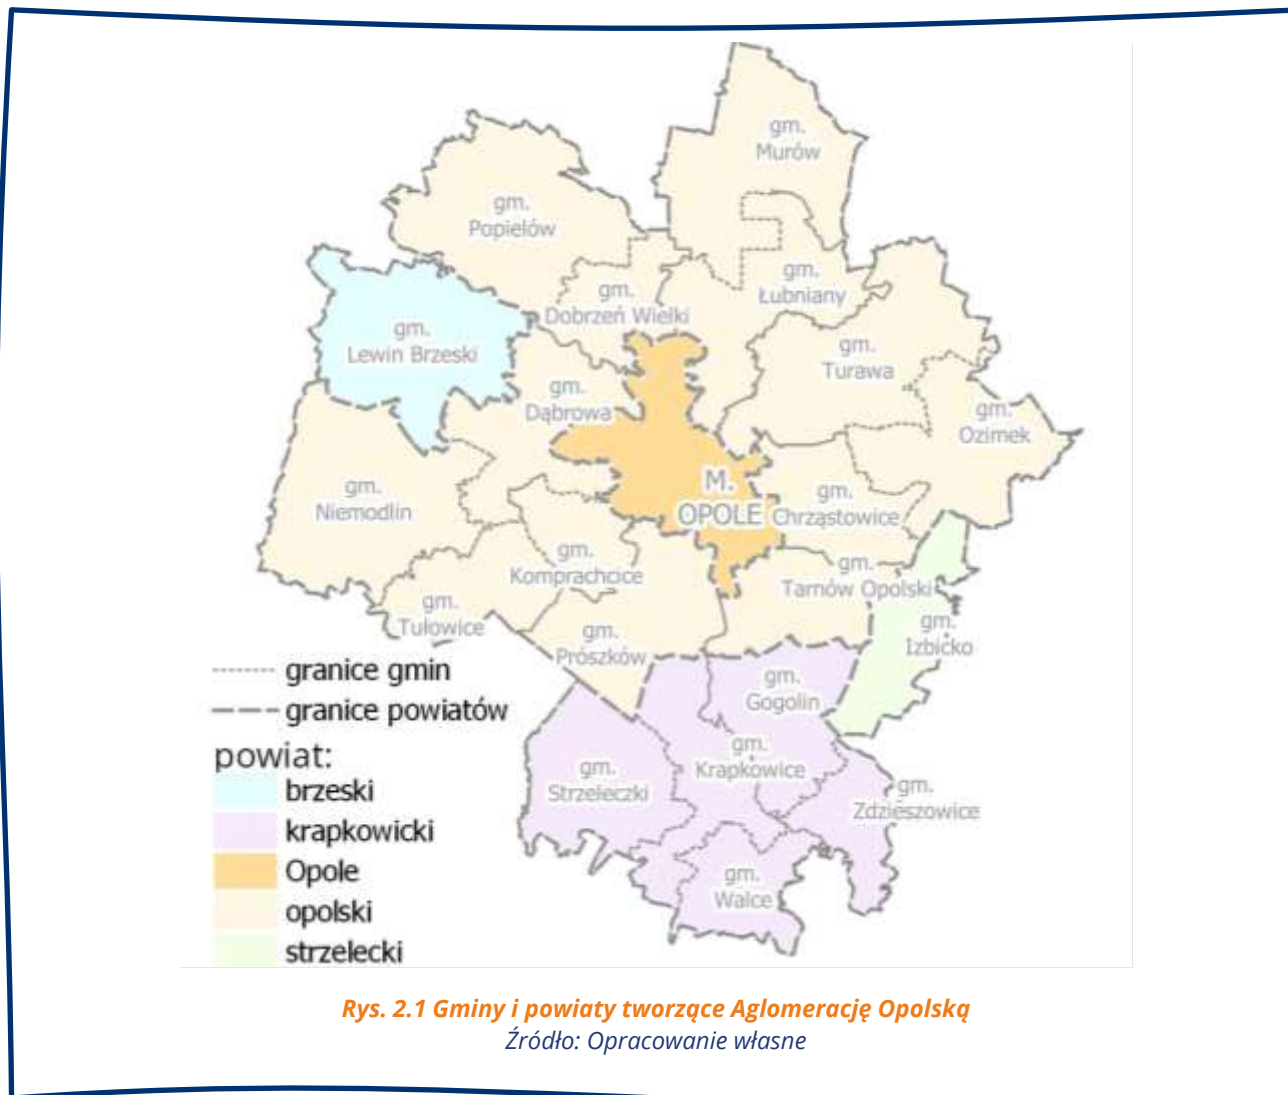 gm.
Murów
gm.
Popielów
gm.
Łubniany
gm.
Dobrzeń Wielki
gm.
Lewin Brzeski
gm.
Turawa
gm.
Dąbrowa
gm.
Ozimek
M.
OPOLE
gm.
Niemodlin
gm.
Chrząstowice
gm.
Komprachcice
gm.
Tarnów Opolski
gm.
Tułowice
gm.
Prószków
gm.
Izbicko
granice gmin
granice powiatów
gm.
Gogolin
gm.
Krapkowice
gm.
Strzeleczki
gm.
Zdzieszowice
gm.
Walce
powiat:
brzeski
krapkowicki
Opole
opolski
strzelecki
Rys. 2.1 Gminy i powiaty tworzące Aglomerację Opolską
Źródło: Opracowanie własne